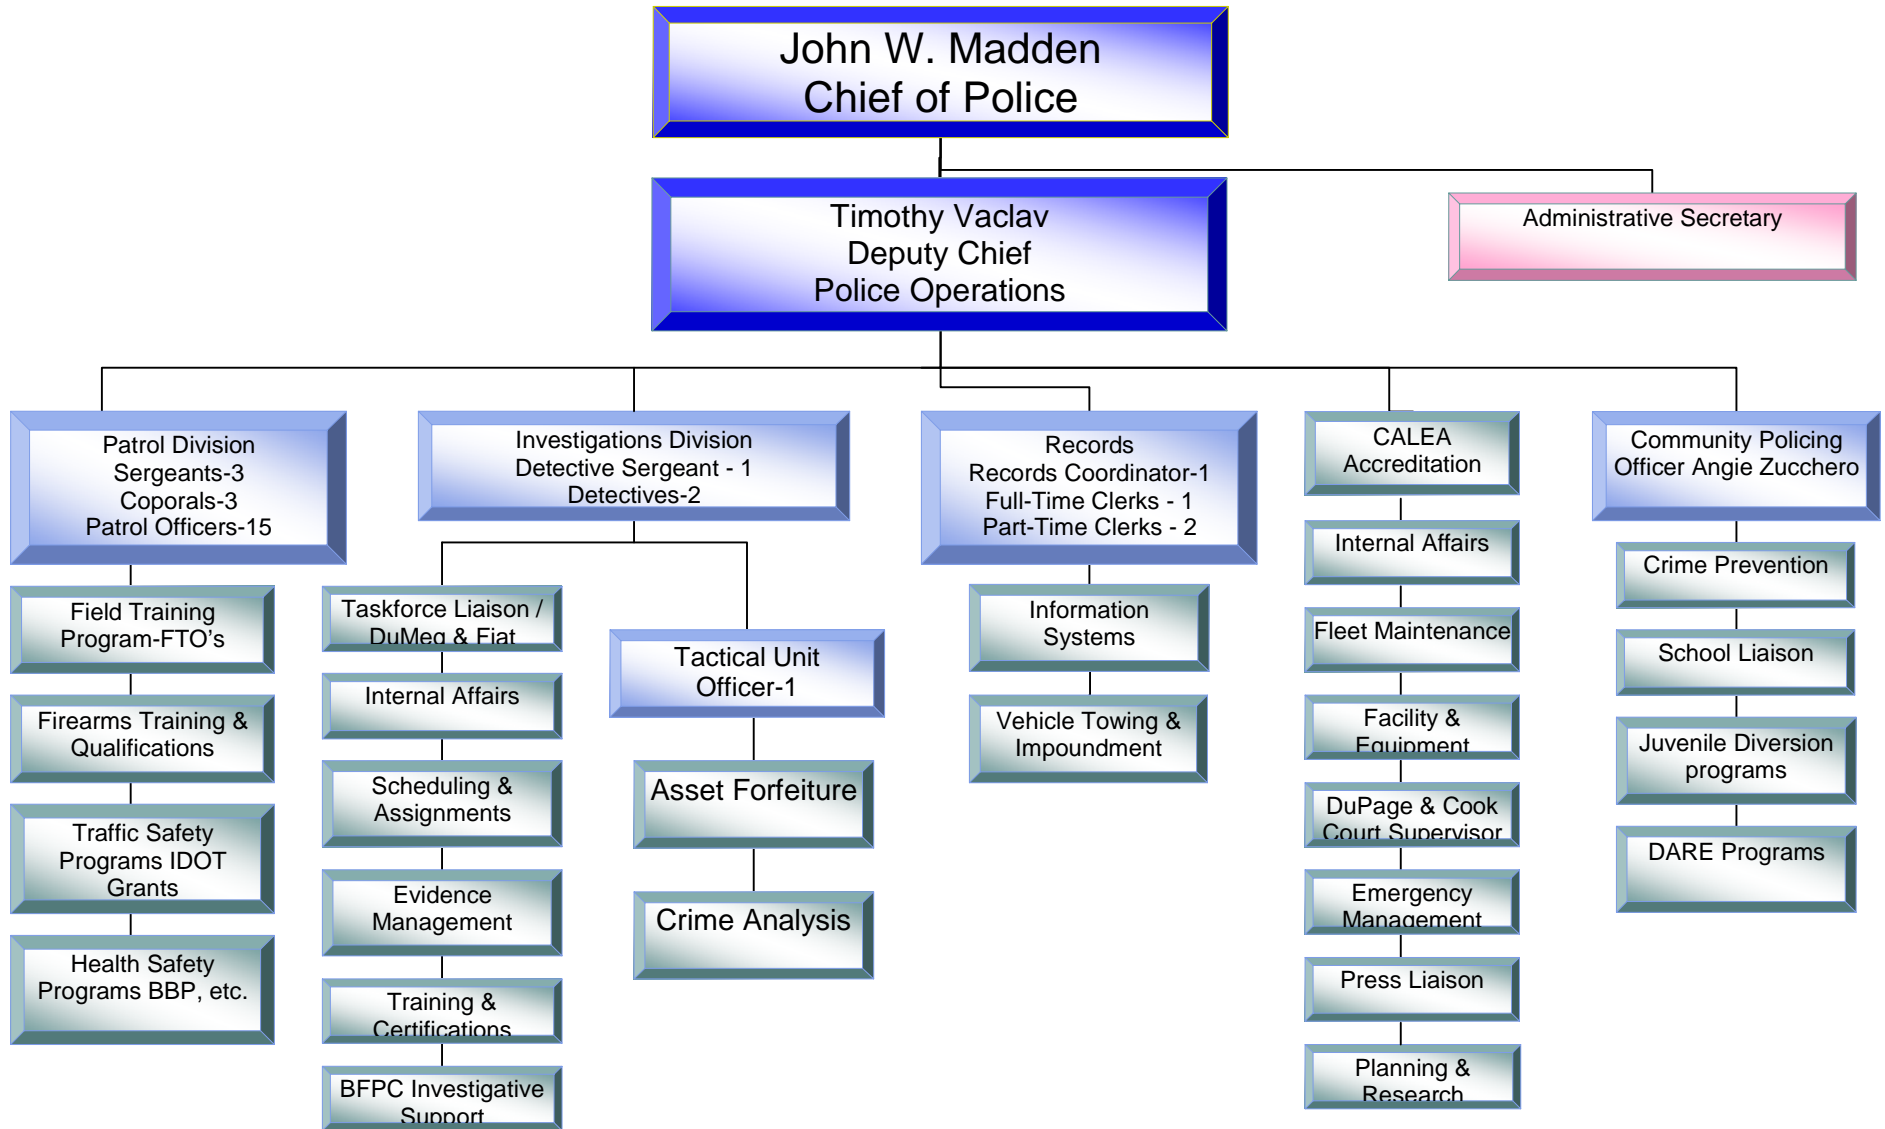 John W. Madden
Chief of Police
Timothy Vaclav
Deputy Chief
Police Operations
Administrative Secretary
Patrol Division
Sergeants-3
Coporals-3
Patrol Officers-15
Field Training
Program-FTO’s
Firearms Training &
Qualifications
Traffic Safety
Programs IDOT
Grants
Health Safety
Programs BBP, etc.
Investigations Division
Detective Sergeant - 1
Detectives-2
Taskforce Liaison /
DuMeg & Fiat
Internal Affairs
Scheduling &
Assignments
Evidence
Management
Training &
Certifications
BFPC Investigative
Support
Tactical Unit
Officer-1
Asset Forfeiture
Crime Analysis
Records
Records Coordinator-1
Full-Time Clerks - 1
Part-Time Clerks - 2
Information
Systems
Vehicle Towing &
Impoundment
CALEA
Accreditation
Internal Affairs
Fleet Maintenance
Facility &
Equipment
DuPage & Cook
Court Supervisor
Emergency
Management
Press Liaison
Planning &
Research
Community Policing
Officer Angie Zucchero
Crime Prevention
School Liaison
Juvenile Diversion
programs
DARE Programs